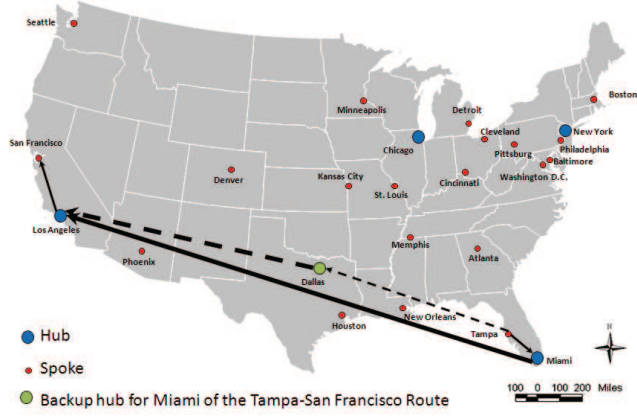 Seattle
Boston
Minneapolis
Detroit
New York
Cleveland
Chicago
Philadelphia
San Francisco
Pittsburg
Baltimore
Denver
Kansas City
St. Louis
Cincinnati
Washington D.C.
Los Angeles
Memphis
Atlanta
Phoenix
Dallas
New Orleans
Houston
Tampa
N
Hub
Miami
Spoke
100 0 100 200 Miles
Backup hub for Miami of the Tampa-San Francisco Route